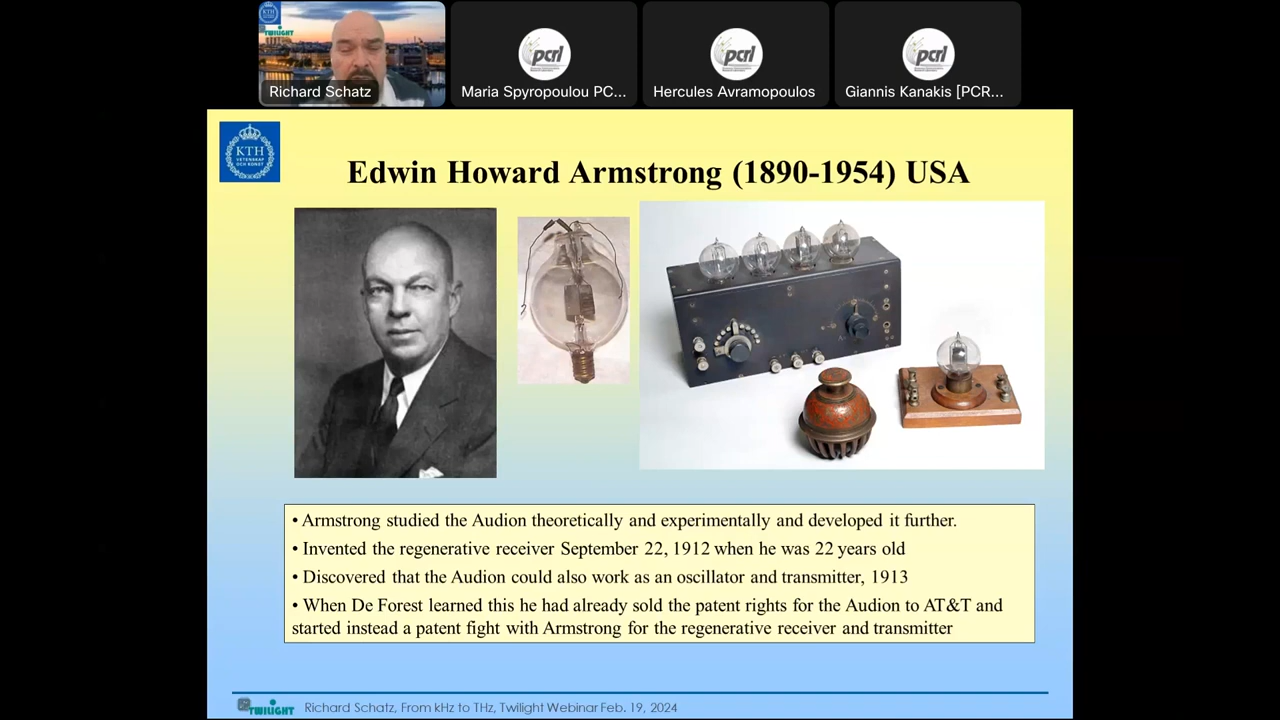 TWILIGHT
Richard Schatz
pcrl
Maria Spyropoulou PC...
pcrl
Hercules Avramopoulos
pcrl
Giannis Kanakis [PCR...
KTH
VETENSKAP
OCH KONST
Edwin Howard Armstrong (1890-1954) USA
• Armstrong studied the Audion theoretically and experimentally and developed it further.
• Invented the regenerative receiver September 22, 1912 when he was 22 years old
• Discovered that the Audion could also work as an oscillator and transmitter, 1913
• When De Forest learned this he had already sold the patent rights for the Audion to AT&T and
started instead a patent fight with Armstrong for the regenerative receiver and transmitter
TWILIGHT
Richard Schatz, From kHz to THz, Twilight Webinar Feb. 19, 2024